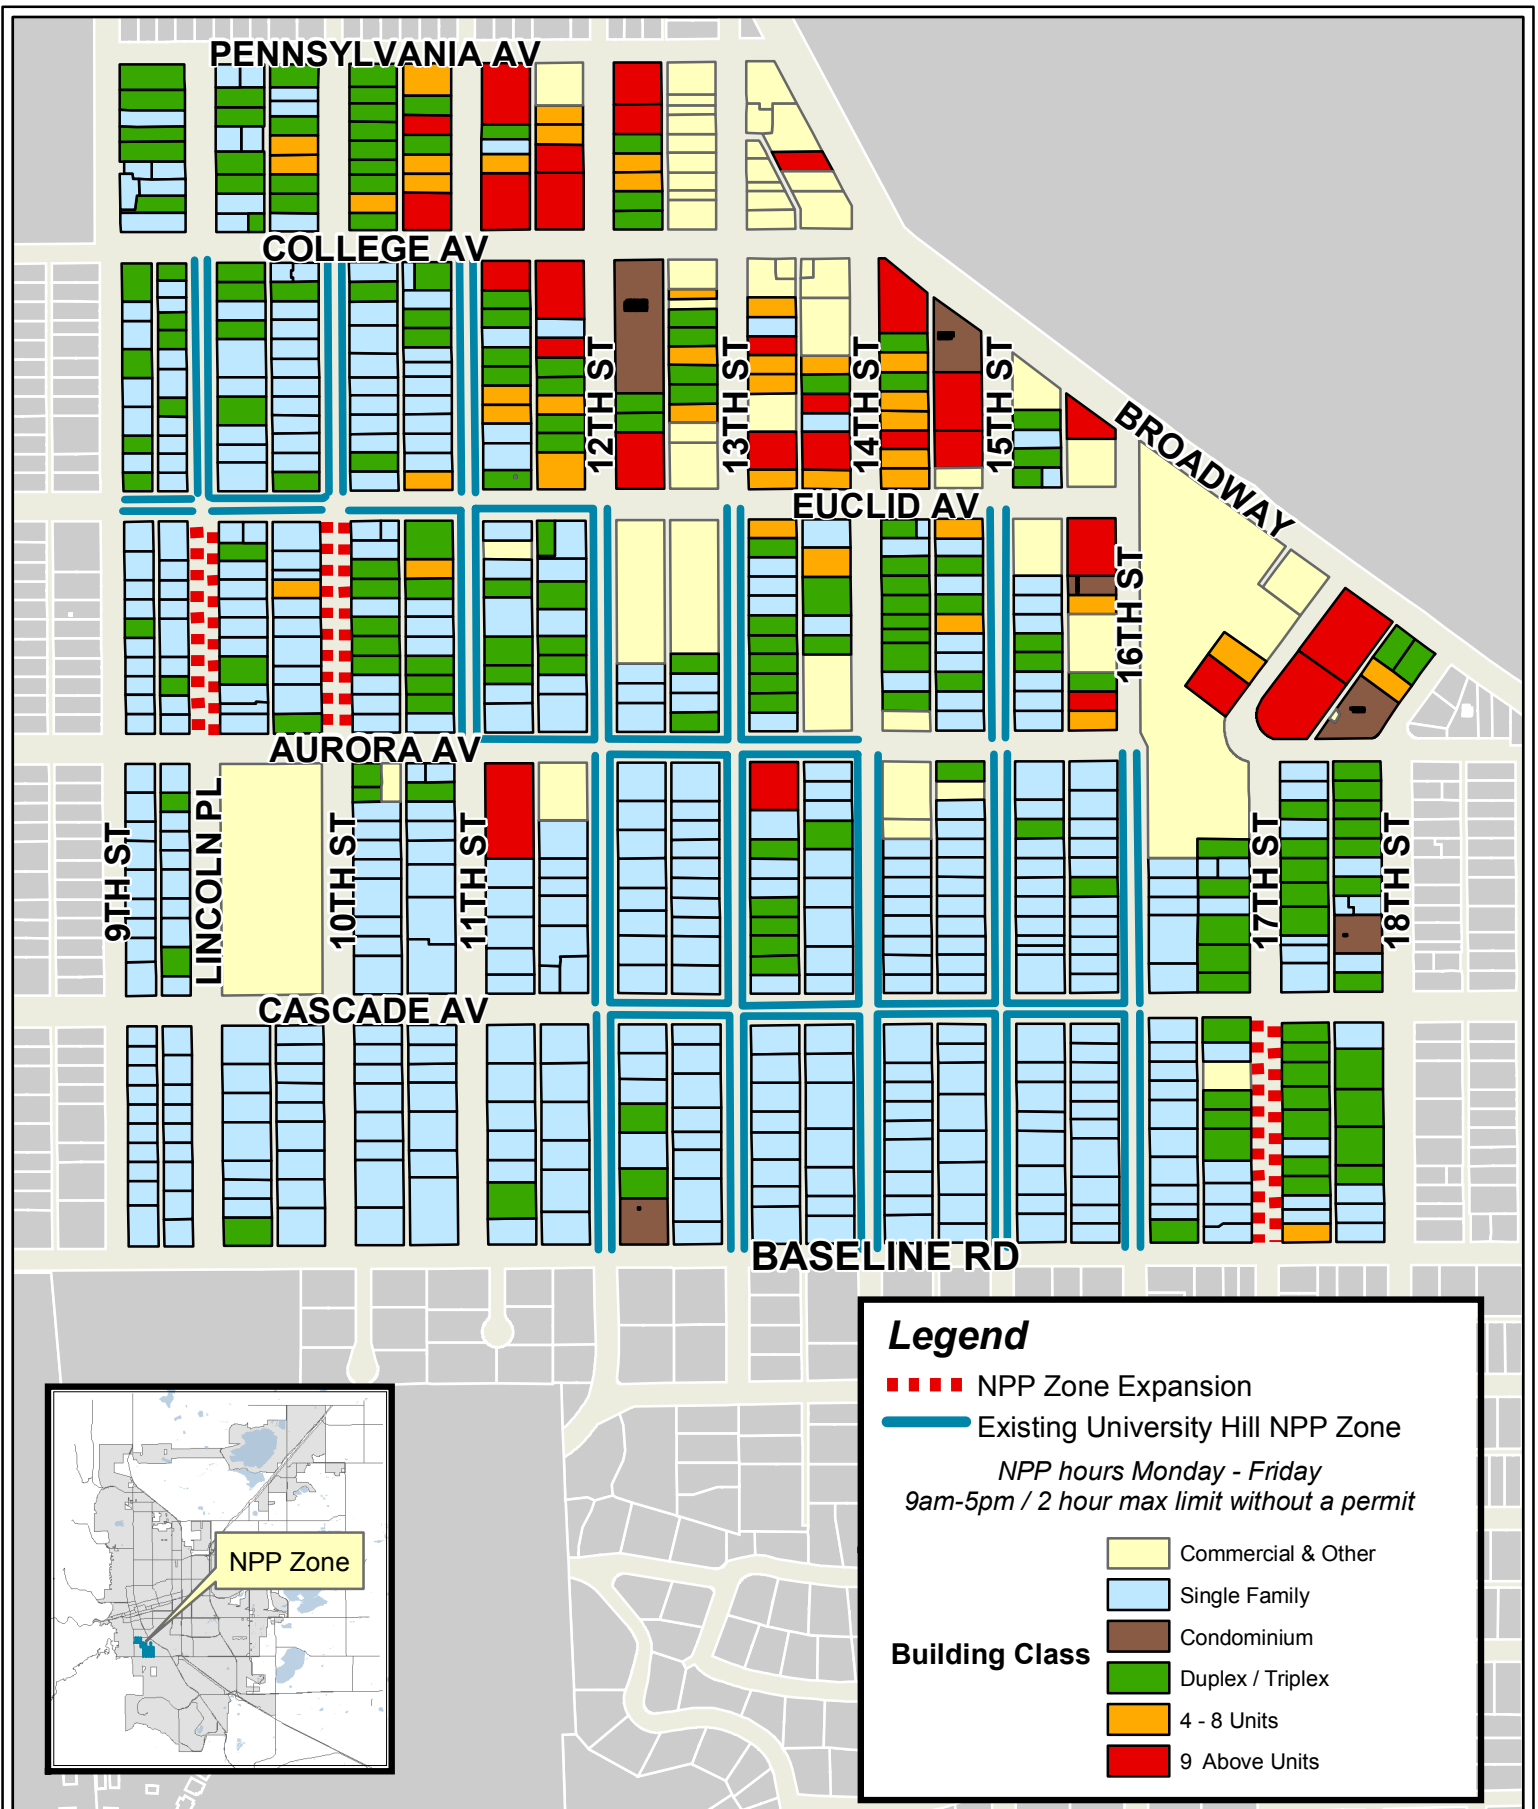 PENNSYLVANIA AV
COLLEGE AV
12TH ST
13TH ST
14TH ST
15TH ST
BROADWAY
EUCLID AV
16TH ST
AURORA AV
9TH ST
LINCOLN PL
10TH ST
11TH ST
17TH ST
18TH ST
CASCADE AV
BASELINE RD
Legend
NPP Zone Expansion
Existing University Hill NPP Zone
NPP hours Monday - Friday
9am-5pm / 2 hour max limit without a permit
Building Class
Commercial & Other
Single Family
Condominium
Duplex / Triplex
4 - 8 Units
9 Above Units
NPP Zone